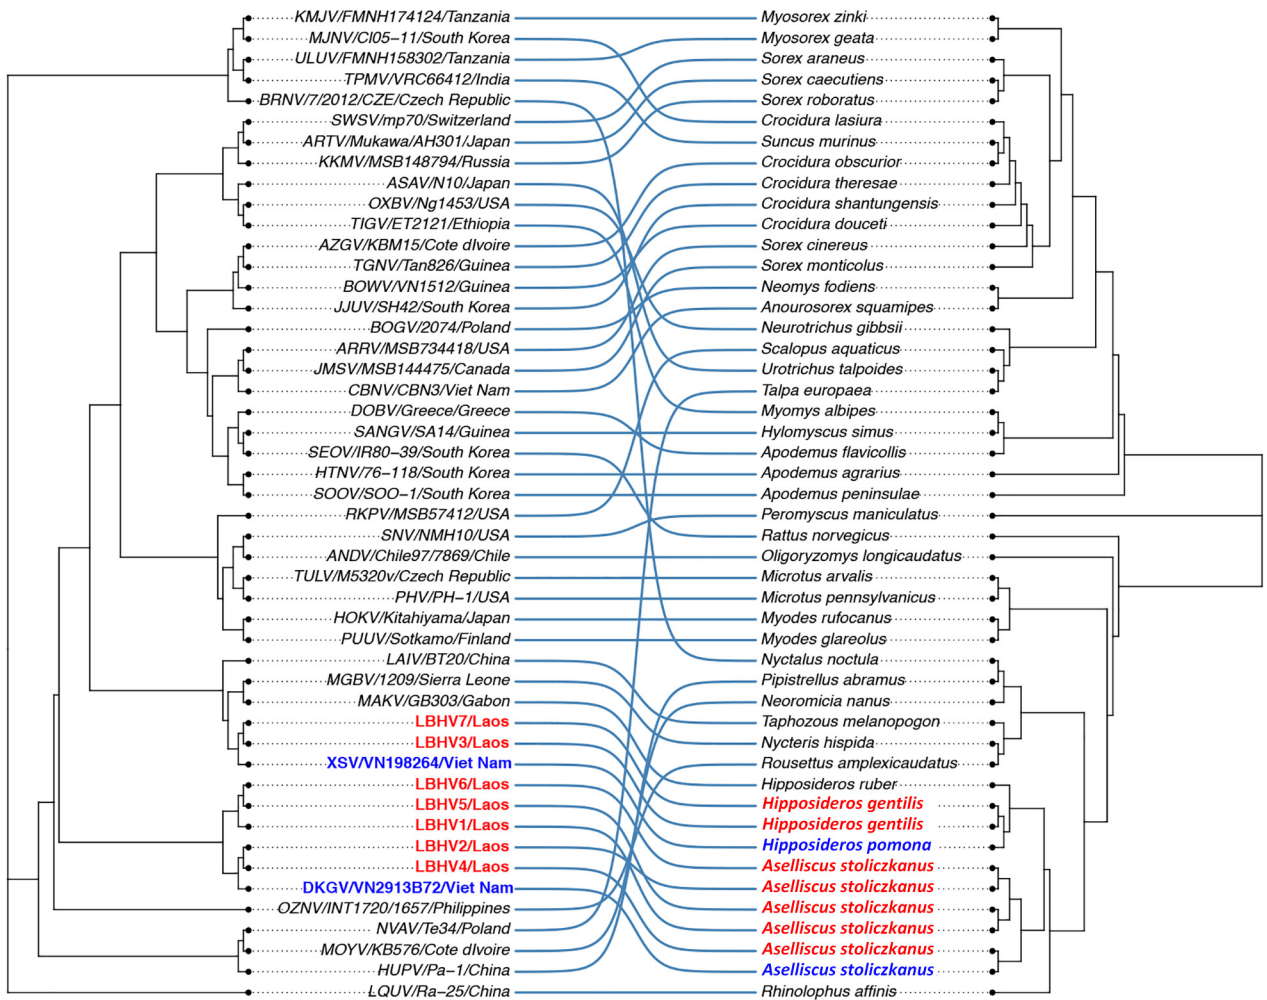 KMJV/FMNH174124/Tanzania Myosorex zinki
MJNV/CI05-11/South Korea Myosorex geata
ULUV/FMNH158302/Tanzania Sorex araneus
TPMV/VRC66412/India Sorex caecutiens
BRNV/7/2012/CZE/Czech Republic Sorex roboratus
SWSV/mp70/Switzerland Crocidura lasiura
ARTV/Mukawa/AH301/Japan Suncus murinus
KKMV/MSB148794/Russia Crocidura obscurior
ASAV/N10/Japan Crocidura theresae
OXBV/Ng1453/USA Crocidura shantungensis
TIGV/ET2121/Ethiopia Crocidura douceti
AZGV/KBM15/Cote dIvoire Sorex cinereus
TGNV/Tan826/Guinea Sorex monticolus
BOWV/VN1512/Guinea Neomys fodiens
JJUV/SH42/South Korea Anourosorex squamipes
BOGV/2074/Poland Neurotrichus gibbsii
ARRV/MSB734418/USA Scalopus aquaticus
JMSV/MSB144475/Canada Urotrichus talpoides
CBNV/CBN3/Viet Nam Talpa europaea
DOBV/Greece/Greece Myomys albipes
SANGV/SA14/Guinea Hylomyscus simus
SEOV/IR80-39/South Korea Apodemus flavicollis
HTNV/76-118/South Korea Apodemus agrarius
SOOV/SOO-1/South Korea Apodemus peninsulae
RKPV/MSB57412/USA Peromyscus maniculatus
SNV/NMH10/USA Rattus norvegicus
ANDV/Chile97/7869/Chile Oligoryzomys longicaudatus
TULV/M5320v/Czech Republic Microtus arvalis
PHV/PH-1/USA Microtus pennsylvanicus
HOKV/Kitahiyama/Japan Myodes rufocanus
PUUV/Sotkamo/Finland Myodes glareolus
LAIV/BT20/China Nyctalus noctula
MGBV/1209/Sierra Leone Pipistrellus abramus
MAKV/GB303/Gabon Neoromicia nanus
LBHV7/Laos Taphozous melanopogon
LBHV3/Laos Nycteris hispida
XSV/VN198264/Viet Nam Rousettus amplexicaudatus
LBHV6/Laos Hipposideros ruber
LBHV5/Laos Hipposideros gentilis
LBHV1/Laos Hipposideros gentilis
LBHV2/Laos Hipposideros pomona
LBHV4/Laos Aselliscus stoliczkanus
DKGV/VN2913B72/Viet Nam Aselliscus stoliczkanus
OZNV/INT1720/1657/Philippines Aselliscus stoliczkanus
NVAV/Te34/Poland Aselliscus stoliczkanus
MOYV/KB576/Cote dIvoire Aselliscus stoliczkanus
HUPV/Pa-1/China Aselliscus stoliczkanus
LQUV/Ra-25/China Rhinolophus affinis